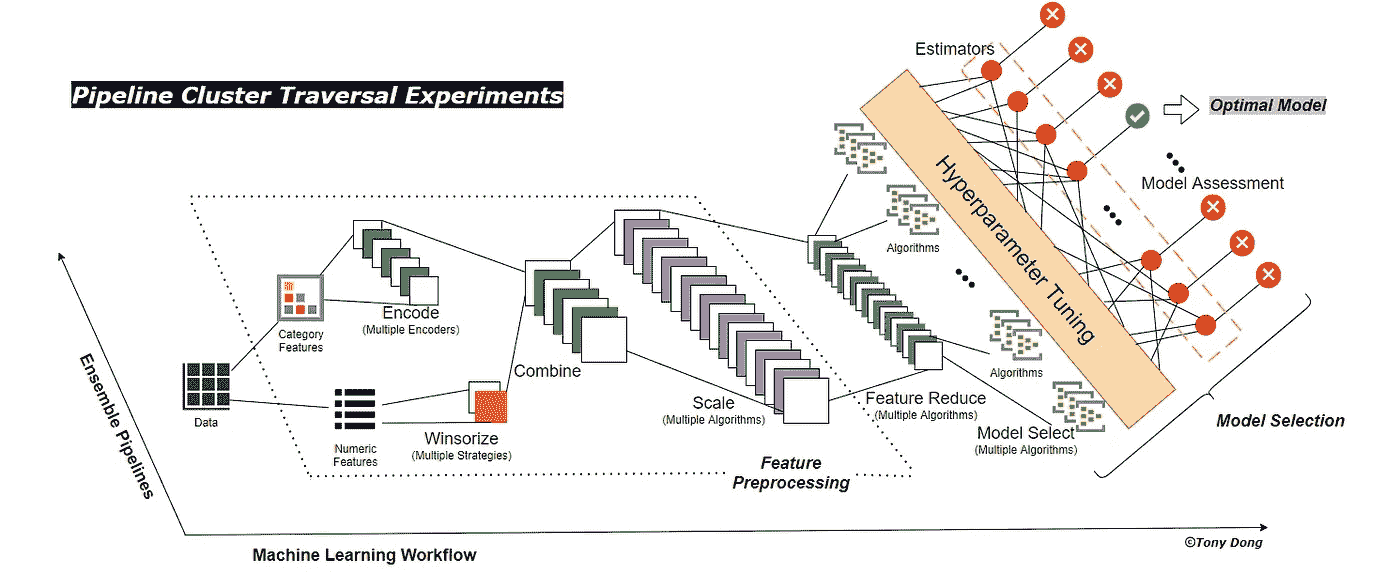 Pipeline Cluster Traversal Experiments
Estimators
Optimal Model
Model Assessment
Hyperparameter Tuning
Algorithms
Algorithms
Encode
(Multiple Encoders)
Category
Features
Combine
Data
Numeric
Features
Winsorize
(Multiple Strategies)
Scale
(Multiple Algorithms)
Feature Reduce
(Multiple Algorithms)
Model Select
(Multiple Algorithms)
Model Selection
Feature
Preprocessing
Ensemble Pipelines
Machine Learning Workflow
©Tony Dong